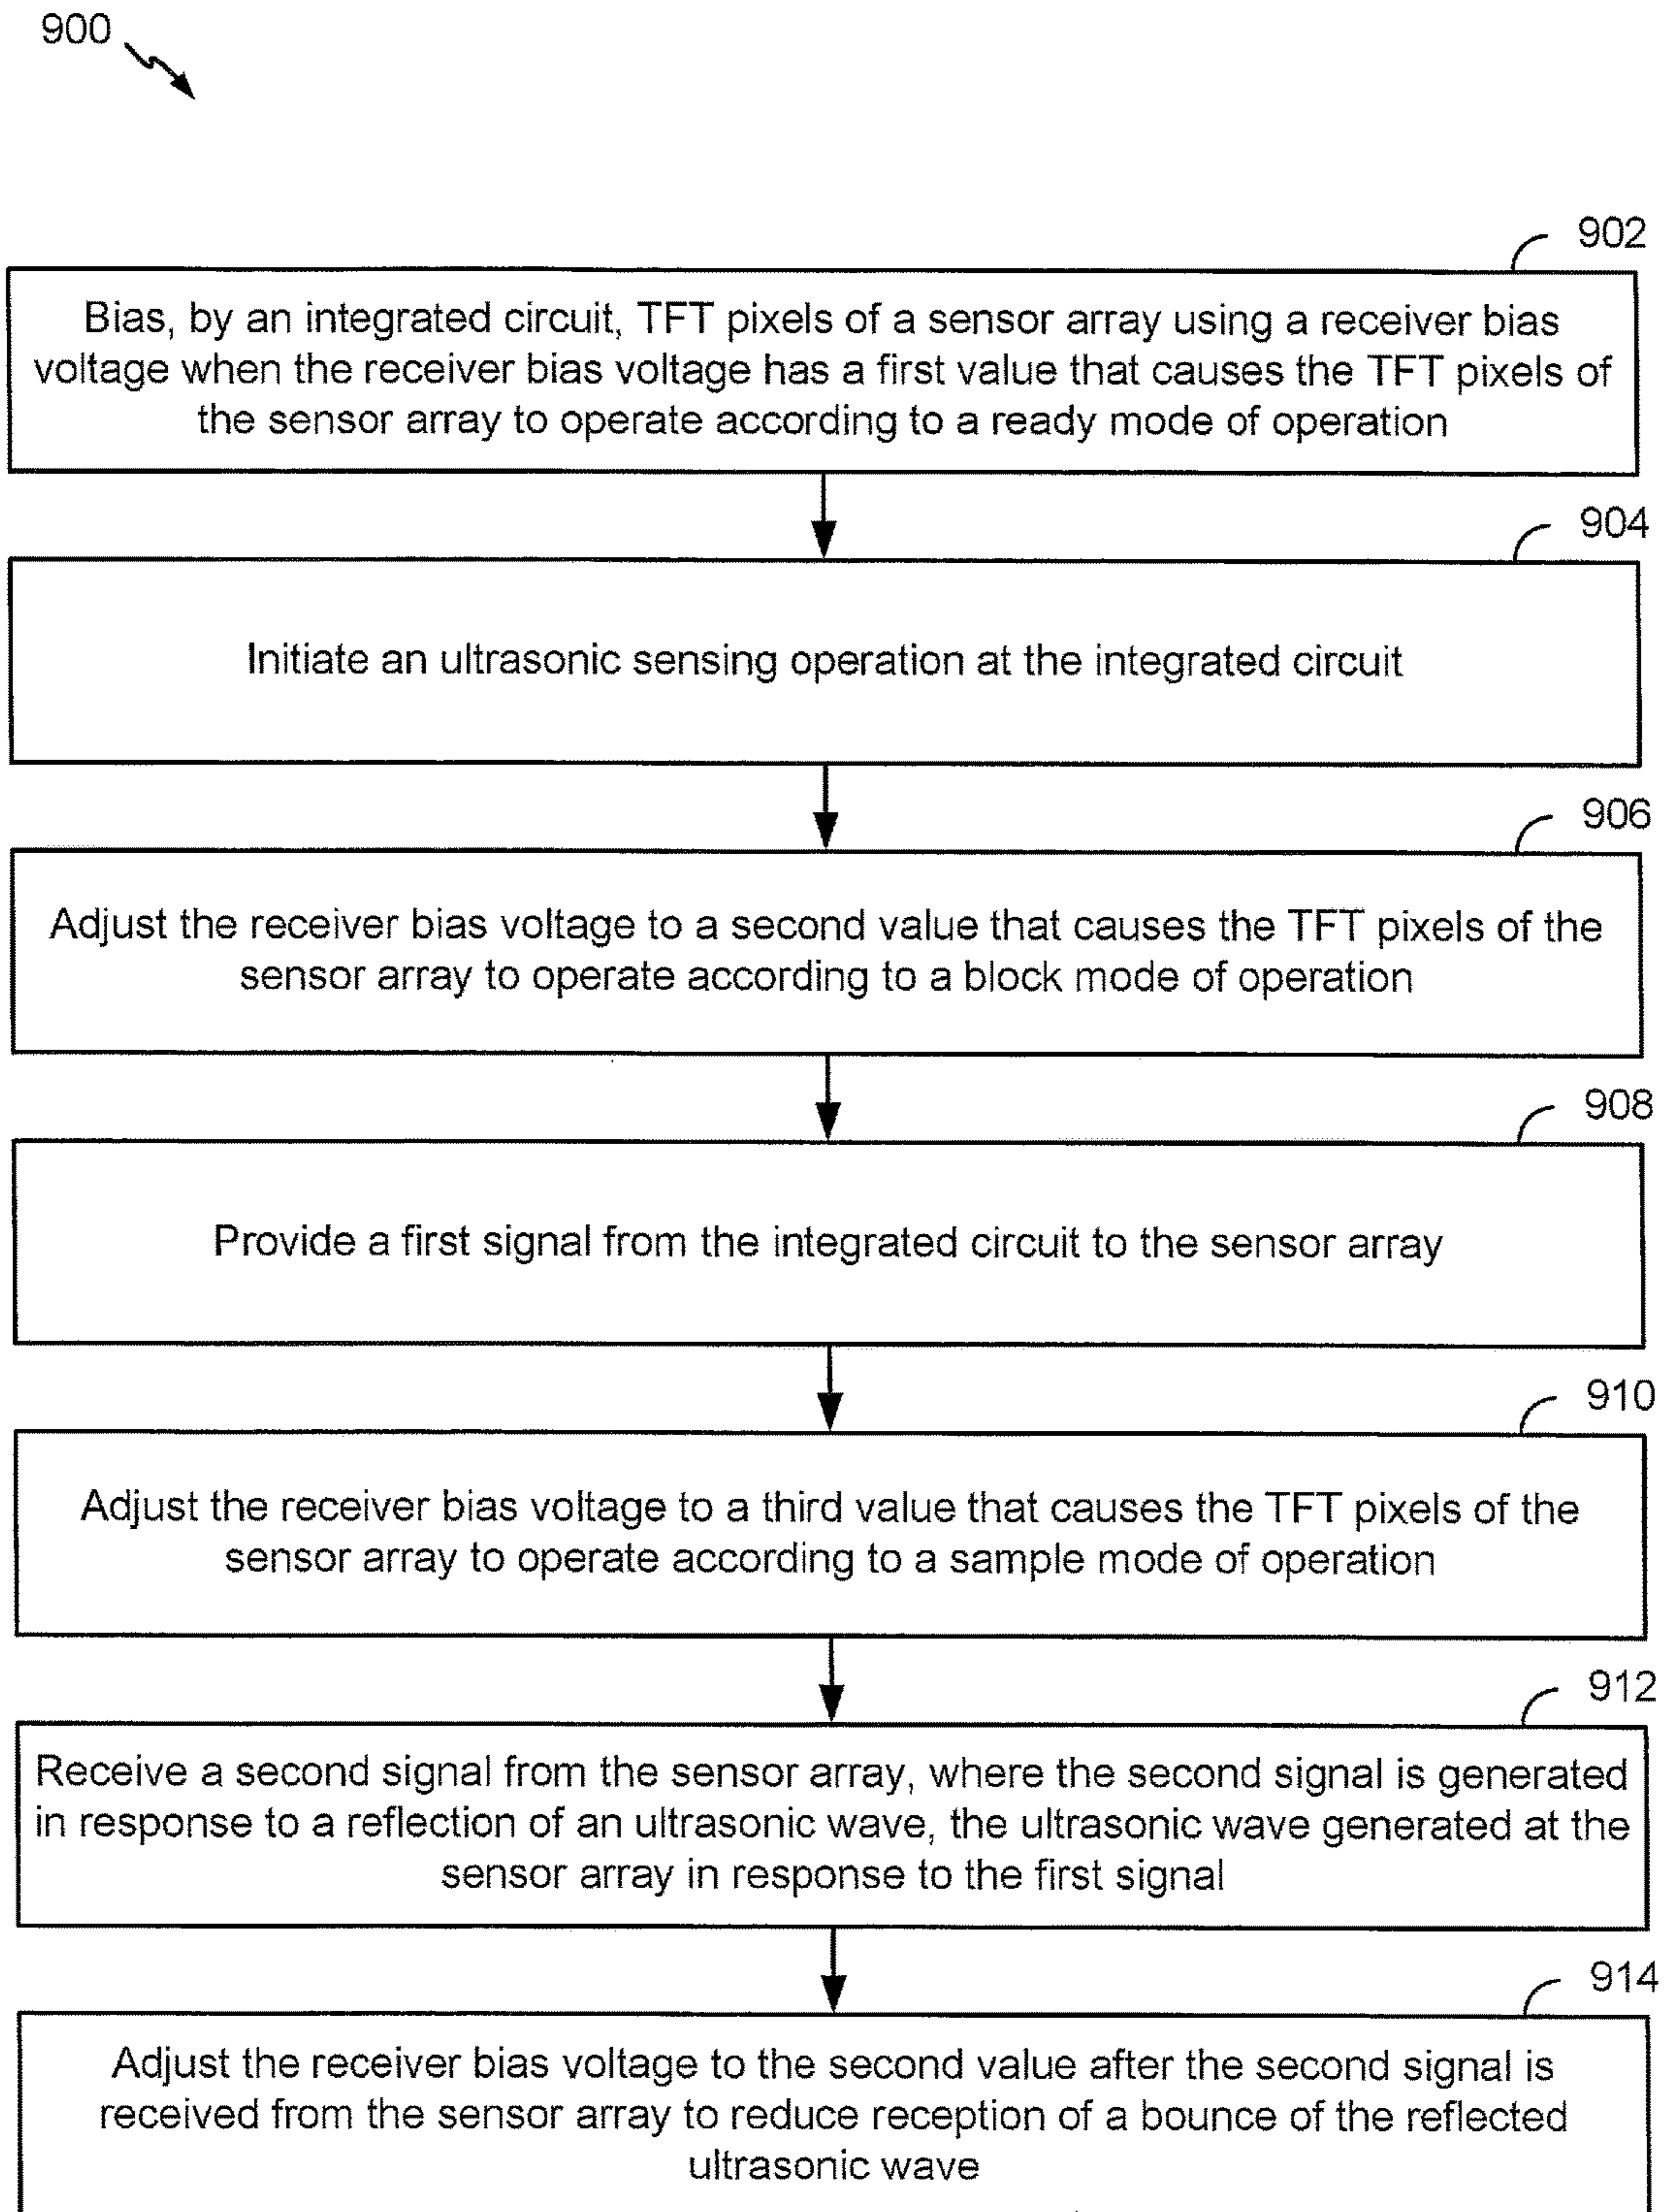 900
902
Bias, by an integrated circuit, TFT pixels of a sensor array using a receiver bias
voltage when the receiver bias voltage has a first value that causes the TFT pixels of
the sensor array to operate according to a ready mode of operation
904
Initiate an ultrasonic sensing operation at the integrated circuit
906
Adjust the receiver bias voltage to a second value that causes the TFT pixels of the
sensor array to operate according to a block mode of operation
908
Provide a first signal from the integrated circuit to the sensor array
910
Adjust the receiver bias voltage to a third value that causes the TFT pixels of the
sensor array to operate according to a sample mode of operation
912
Receive a second signal from the sensor array, where the second signal is generated
in response to a reflection of an ultrasonic wave, the ultrasonic wave generated at the
sensor array in response to the first signal
914
Adjust the receiver bias voltage to the second value after the second signal is
received from the sensor array to reduce reception of a bounce of the reflected
ultrasonic wave